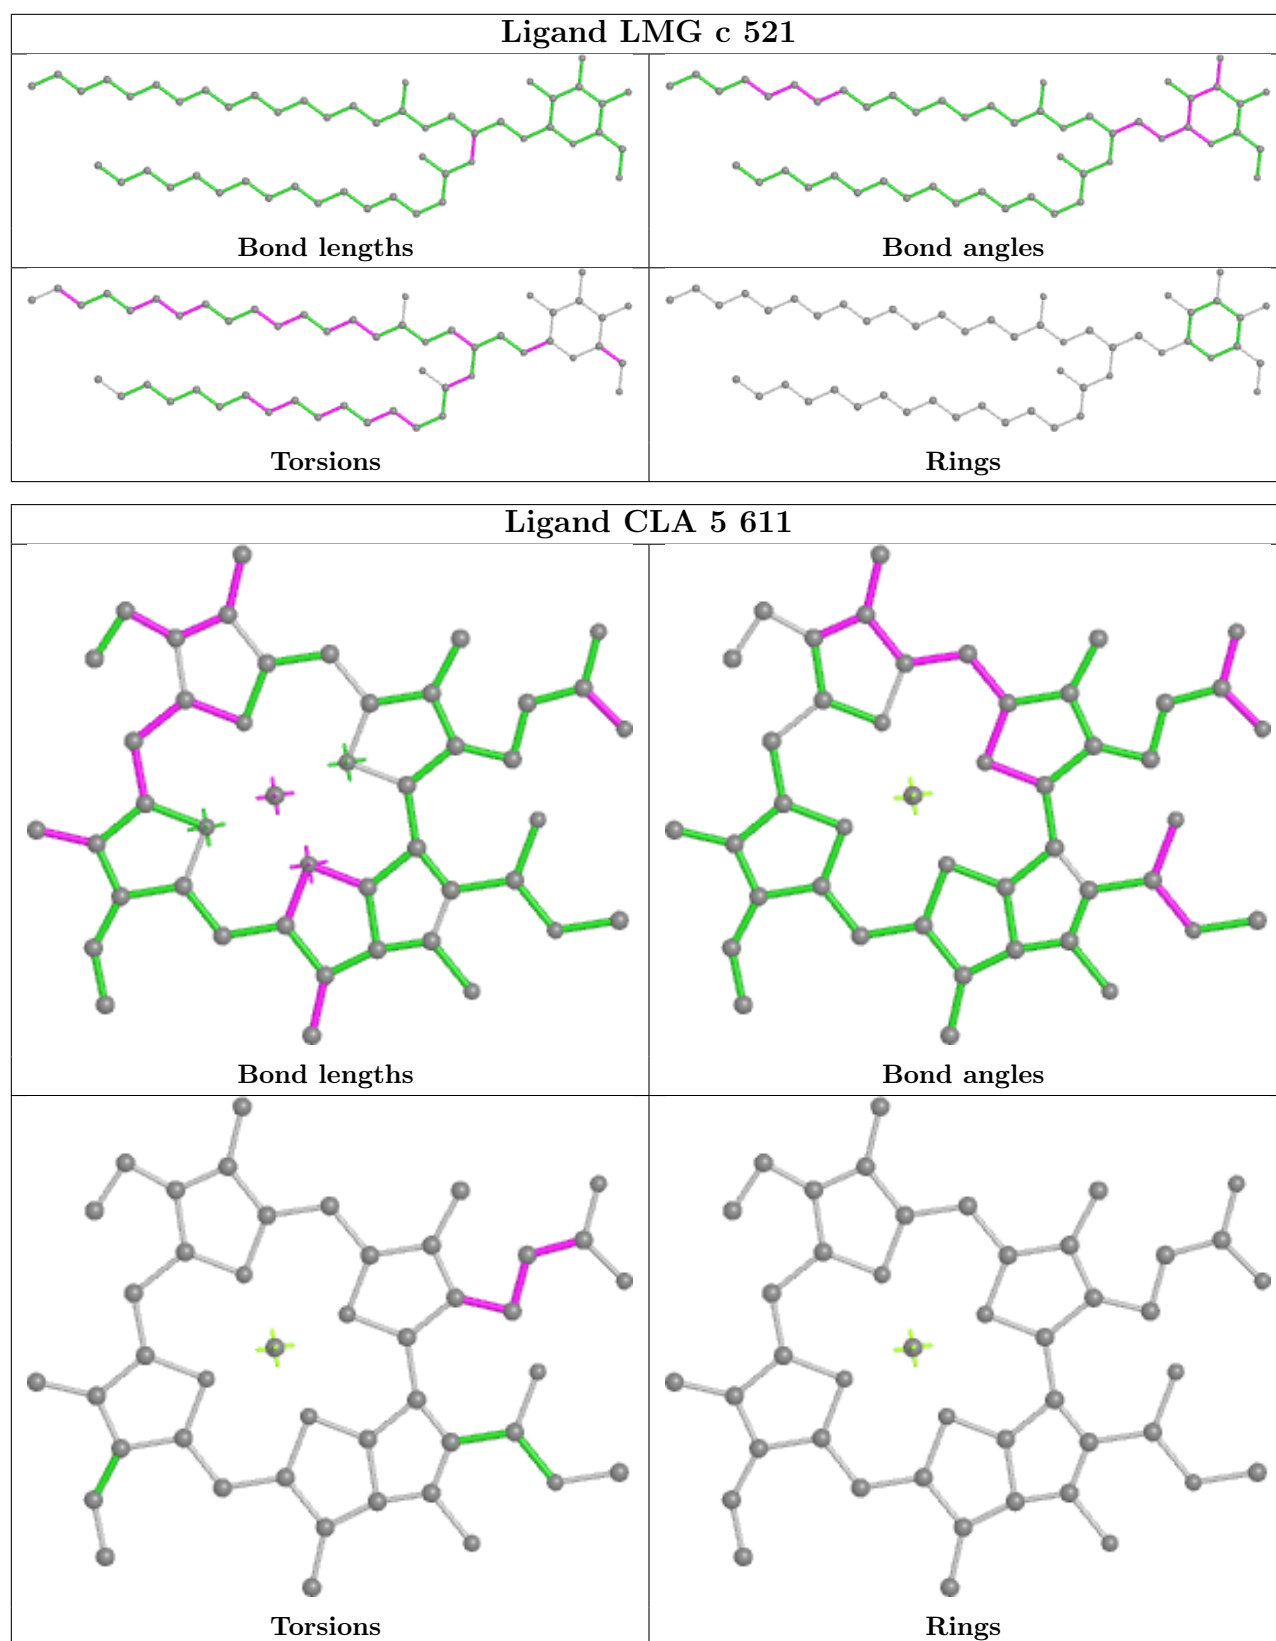 Ligand LMG c 521
Bond lengths
Bond angles
Torsions
Rings
Ligand CLA 5 611
Bond lengths
Bond angles
Torsions
Rings